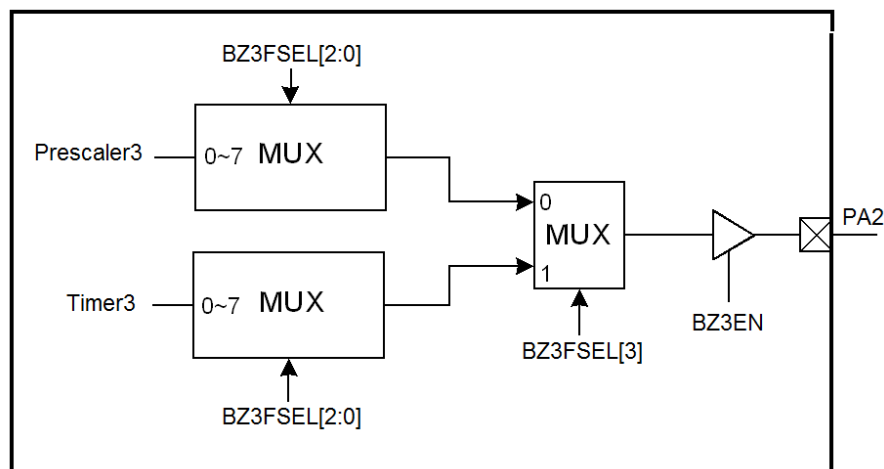 BZ3FSEL[2:0]
Prescaler3
0~7 MUX
0
MUX
PA2
1
Timer3
0~7 MUX
BZ3EN
BZ3FSEL[3]
BZ3FSEL[2:0]